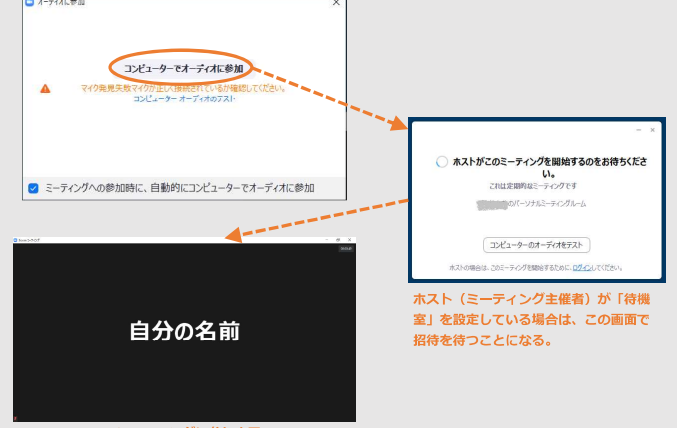 オーディオに参加
コンピューターでオーディオに参加
マイク発見失敗マイクが正しく接続されているか確認してください。
コンピューター オーディオのテスト
ミーティングへの参加時に、自動的にコンピューターでオーディオに参加
ホストがこのミーティングを開始するのをお待ちくださ
い。
これは定期的なミーティングです
のパーソナルミーティングルーム
コンピューターのオーディオをテスト
ホストの場合は、このミーティングを開始するために、ログインしてください。
ホスト（ミーティング主催者）が「待機
室」を設定している場合は、この画面で
招待を待つことになる。
Zoomミーティング
自分の名前